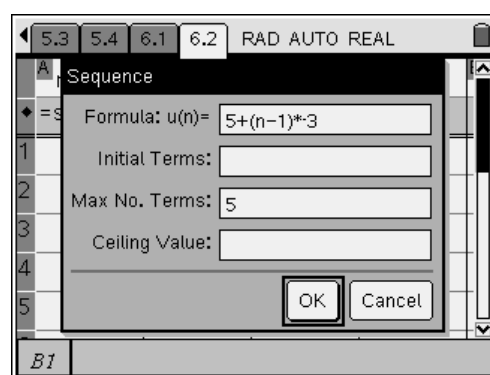 5.3 5.4 6.1 6.2 RAD AUTO REAL
A
Sequence
◆ =s
Formula: u(n)= 5+(n−1)*⁻3
1
Initial Terms:
2
Max No. Terms: 5
3
Ceiling Value:
4
5
OK Cancel
B1